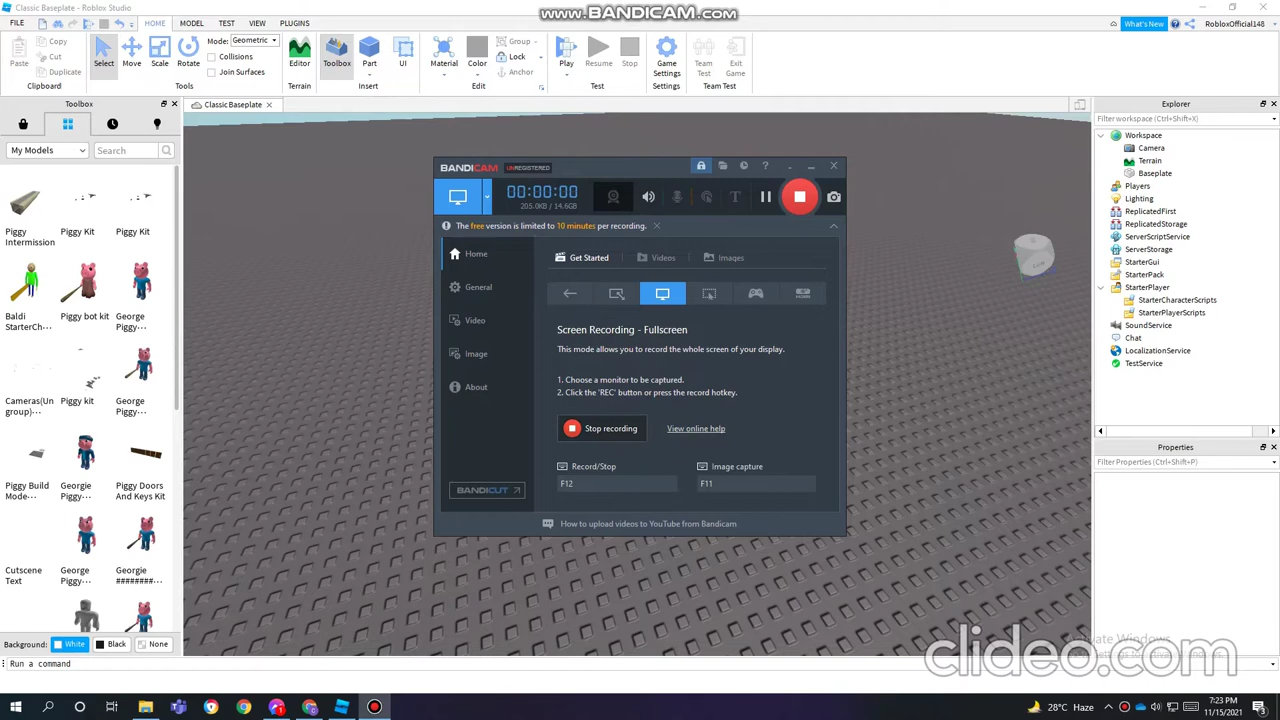 Classic Baseplate - Roblox Studio
www.BANDICAM.com
FILE
HOME
MODEL
TEST
VIEW
PLUGINS
What's New
RobloxOfficial148
Paste
Copy
Cut
Duplicate
Clipboard
Select
Move
Scale
Rotate
Mode: Geometric
Collisions
Join Surfaces
Tools
Editor
Terrain
Toolbox
Part
UI
Insert
Material
Color
Group
Lock
Anchor
Edit
Play
Resume
Stop
Test
Game
Settings
Settings
Team
Test
Exit
Game
Team Test
Toolbox
My Models
Search
Piggy
Intermission
Piggy Kit
Piggy Kit
Baldi
StarterCh···
Piggy bot kit
George
Piggy···
Cameras(Un
group)···
Piggy kit
George
Piggy···
Piggy Build
Mode···
Georgie
Piggy···
Piggy Doors
And Keys Kit
Cutscene
Text
George
Piggy···
Georgie
########···
Background:
White
Black
None
Run a command
Classic Baseplate
BANDICAM
UNREGISTERED
00:00:00
205.0KB / 14.6GB
The free version is limited to 10 minutes per recording.
Home
General
Video
Image
About
BANDICUT
Get Started
Videos
Images
HDMI
Screen Recording - Fullscreen
This mode allows you to record the whole screen of your display.
1. Choose a monitor to be captured.
2. Click the 'REC' button or press the record hotkey.
Stop recording
View online help
Record/Stop
F12
Image capture
F11
How to upload videos to YouTube from Bandicam
Explorer
Filter workspace (Ctrl+Shift+X)
Workspace
Camera
Terrain
Baseplate
Players
Lighting
ReplicatedFirst
ReplicatedStorage
ServerScriptService
ServerStorage
StarterGui
StarterPack
StarterPlayer
StarterCharacterScripts
StarterPlayerScripts
SoundService
Chat
LocalizationService
TestService
Properties
Filter Properties (Ctrl+Shift+P)
Activate Windows
clideo.com
28°C Haze
7:23 PM
11/15/2021